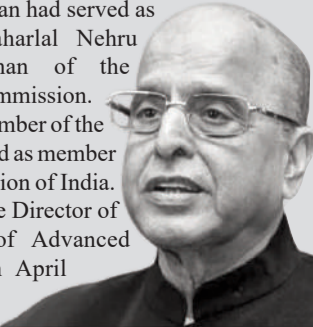 an had served as
aharlal Nehru
nan of the
mmission.
mber of the
d as member
ion of India.
e Director of
of Advanced
n April